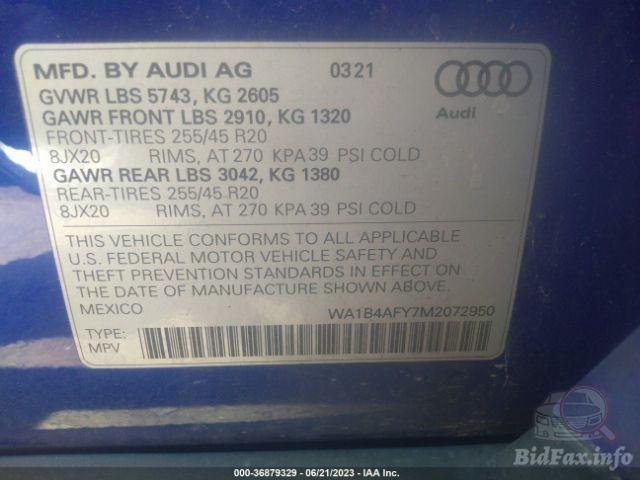 MFD. BY AUDI AG 0321
Audi
GVWR LBS 5743, KG 2605
GAWR FRONT LBS 2910, KG 1320
FRONT-TIRES 255/45 R20
8JX20 RIMS, AT 270 KPA 39 PSI COLD
GAWR REAR LBS 3042, KG 1380
REAR-TIRES 255/45 R20
8JX20 RIMS, AT 270 KPA 39 PSI COLD
THIS VEHICLE CONFORMS TO ALL APPLICABLE
U.S. FEDERAL MOTOR VEHICLE SAFETY AND
THEFT PREVENTION STANDARDS IN EFFECT ON
THE DATE OF MANUFACTURE SHOWN ABOVE.
MEXICO WA1B4AFY7M2072950
TYPE:
MPV
BidFax.info
000-36879329 - 06/21/2023 - IAA Inc.